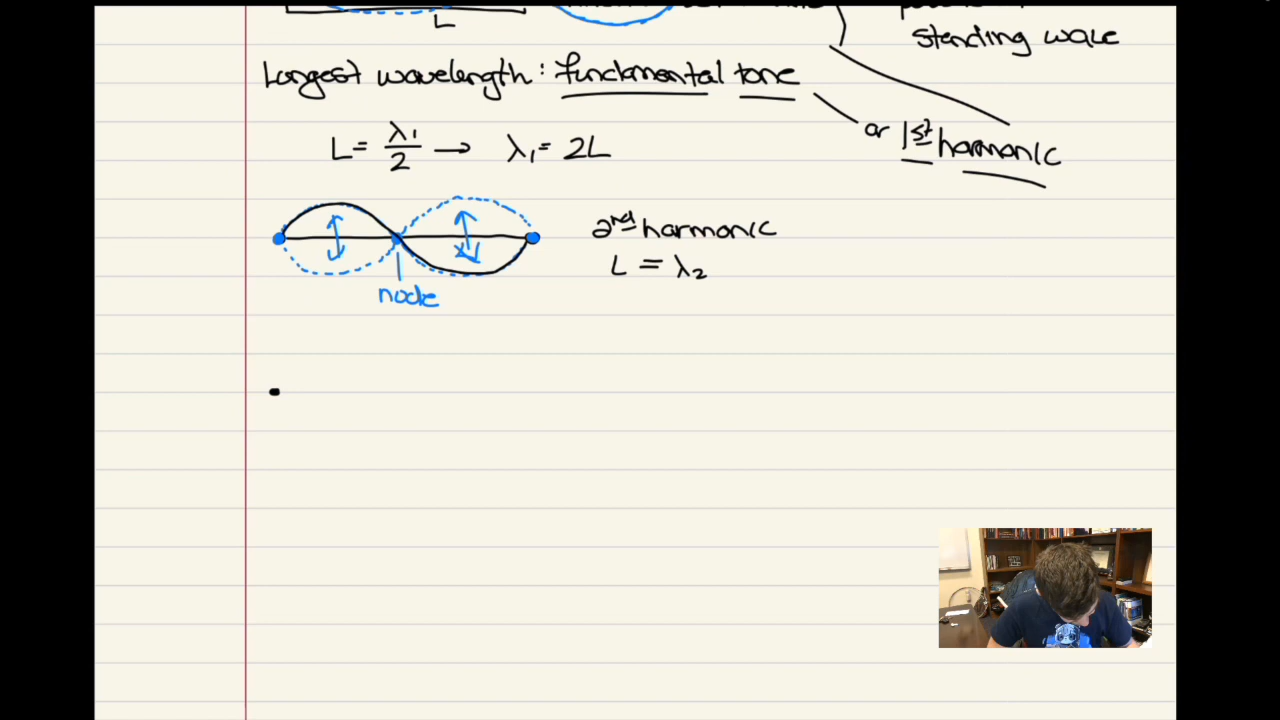 L
standing wave
Longest wavelength: fundamental tone
or 1st harmonic
L = λ1/2 → λ1 = 2L
2nd harmonic
L = λ2
node